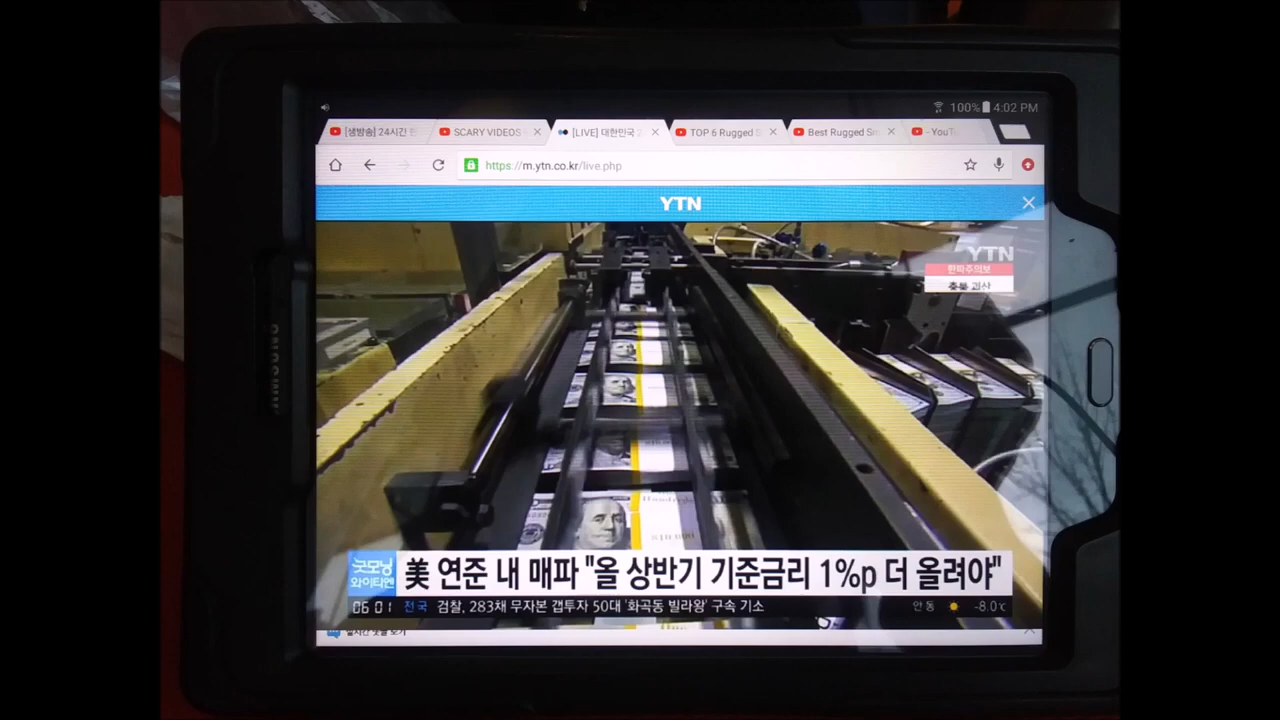 100% 4:02 PM
[생방송] 24시간
SCARY VIDEOS
[LIVE] 대한민국 2
TOP 6 Rugged S
Best Rugged Sm
- YouT
https://m.ytn.co.kr/live.php
YTN
YTN
한파주의보
충북 괴산
SAMSUNG
굿모닝
와이티엔
美 연준 내 매파 "올 상반기 기준금리 1%p 더 올려야"
06 01 전국 검찰, 283채 무자본 갭투자 50대 '화곡동 빌라왕' 구속 기소
안동 -8.0℃